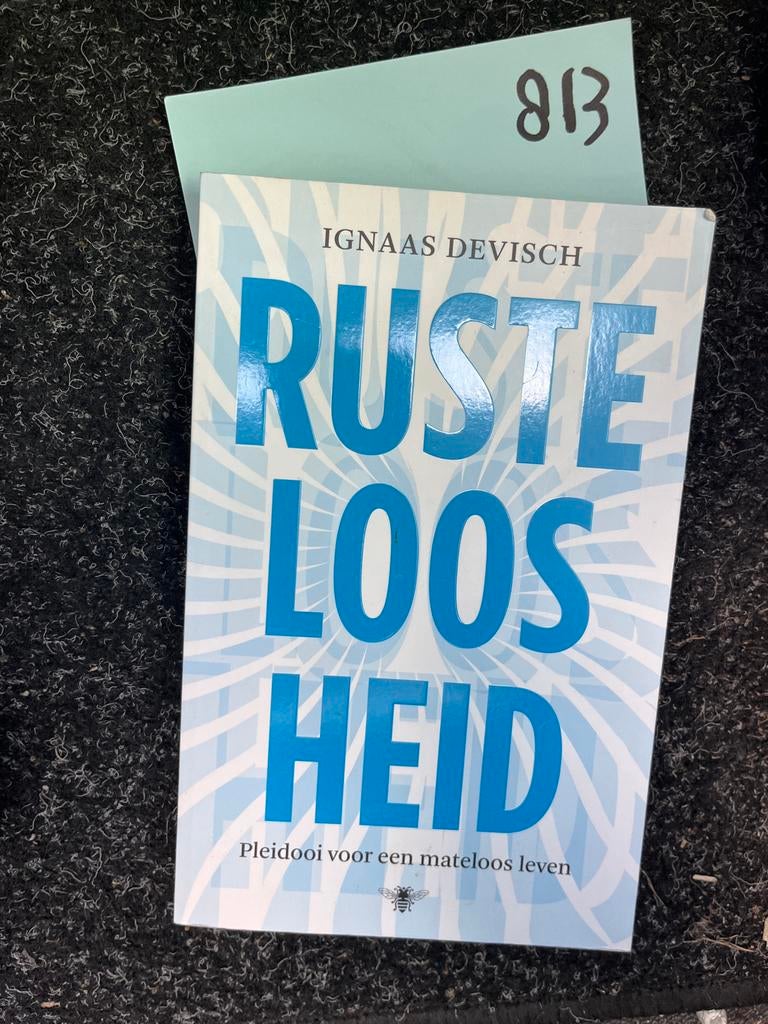 813
IGNAAS DEVISCH
RUSTE
LOOS
HEID
Pleidooi voor een mateloos leven